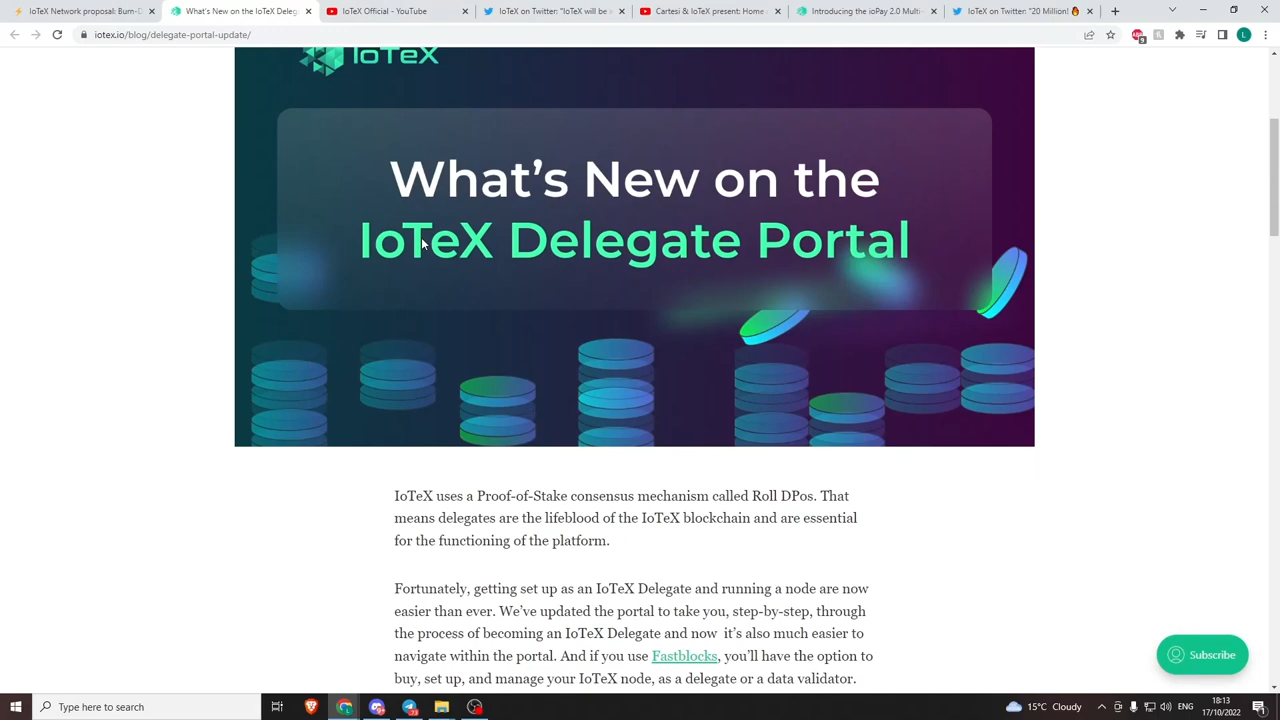 IoTeX Network proposal: Burn-D
What's New on the IoTeX Deleg
IoTeX Official - YouTube
IoTeX on Twitter: "IoTeX will be i
Cartesi & IoTeX present: Home
Introducing the ioPay 2.0 Multi-
IoTeX on Twitter: "20 Million!
iotex.io/blog/delegate-portal-update/
9
L
IoTeX
What's New on the
IoTeX Delegate Portal
IoTeX uses a Proof-of-Stake consensus mechanism called Roll DPos. That
means delegates are the lifeblood of the IoTeX blockchain and are essential
for the functioning of the platform.
Fortunately, getting set up as an IoTeX Delegate and running a node are now
easier than ever. We've updated the portal to take you, step-by-step, through
the process of becoming an IoTeX Delegate and now it's also much easier to
navigate within the portal. And if you use Fastblocks, you'll have the option to
buy, set up, and manage your IoTeX node, as a delegate or a data validator.
Subscribe
Type here to search
15°C Cloudy
ENG
18:13
17/10/2022